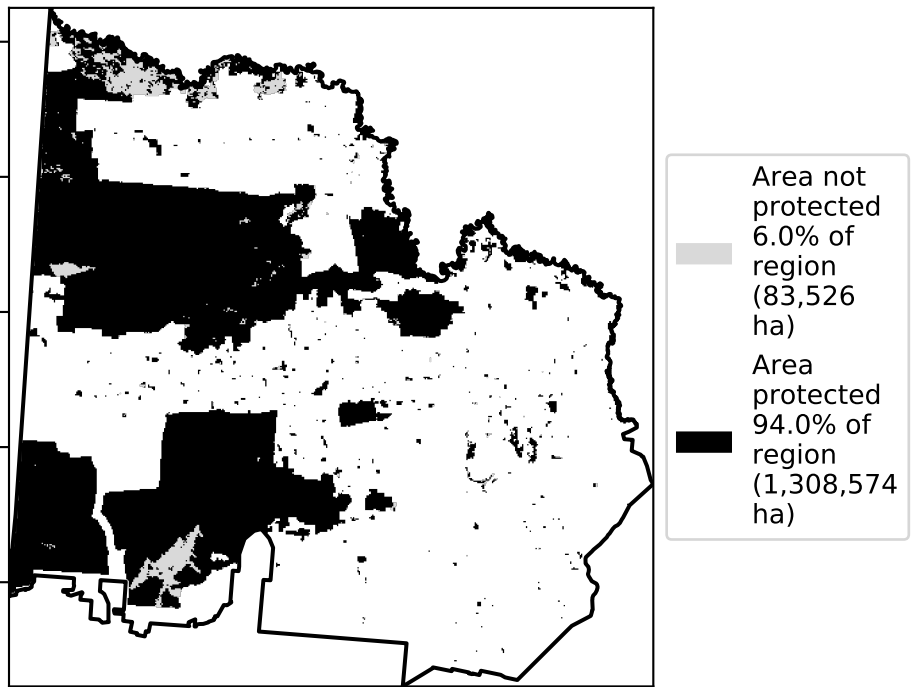 Area not
protected
6.0% of
region
(83,526
ha)
Area
protected
94.0% of
region
(1,308,574
ha)